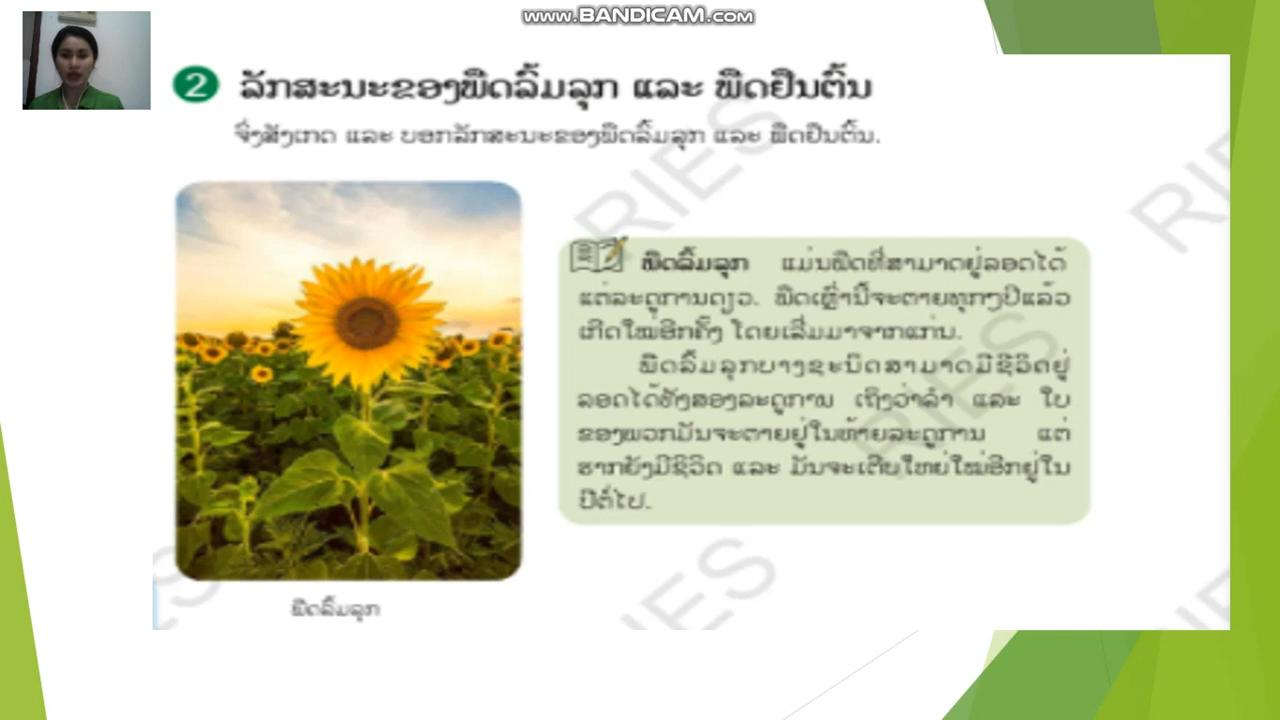 www.BANDICAM.com
2 ລັກສະນະຂອງພືດລົ້ມລຸກ ແລະ ພືດຢືນຕົ້ນ
ຈົ່ງສັງເກດ ແລະ ບອກລັກສະນະຂອງພືດລົ້ມລຸກ ແລະ ພືດຢືນຕົ້ນ.
ພືດລົ້ມລຸກ ແມ່ນພືດທີ່ສາມາດຢູ່ລອດໄດ້
ແຕ່ລະດູການດຽວ. ພືດເຫຼົ່ານີ້ຈະຕາຍທຸກໆປີແລ້ວ
ເກີດໃໝ່ອີກຄັ້ງ ໂດຍເລີ່ມມາຈາກແກ່ນ.
ພືດລົ້ມລຸກບາງຊະນິດສາມາດມີຊີວິດຢູ່
ລອດໄດ້ທັງສອງລະດູການ ເຖິງວ່າລຳ ແລະ ໃບ
ຂອງພວກມັນຈະຕາຍຢູ່ໃນທ້າຍລະດູການ ແຕ່
ຮາກຍັງມີຊີວິດ ແລະ ມັນຈະເຕີບໃຫຍ່ໃໝ່ອີກຢູ່ໃນ
ປີຕໍ່ໄປ.
ພືດລົ້ມລຸກ
RIES
RIES
RIES
RIES